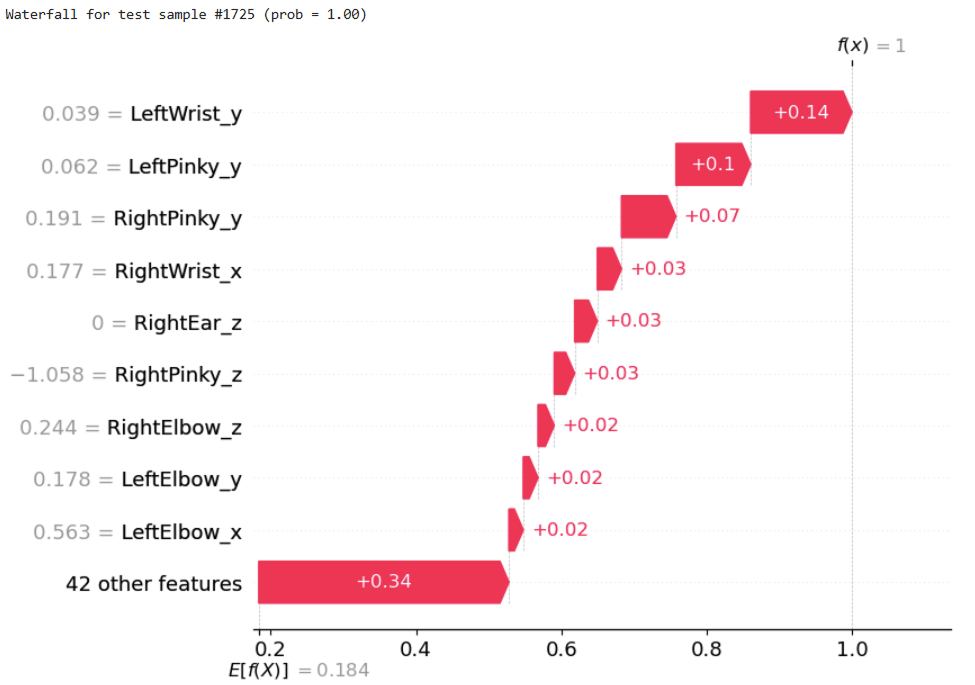 Waterfall for test sample #1725 (prob = 1.00)
f(x) = 1
0.039 = LeftWrist_y +0.14
0.062 = LeftPinky_y +0.1
0.191 = RightPinky_y +0.07
0.177 = RightWrist_x +0.03
0 = RightEar_z +0.03
−1.058 = RightPinky_z +0.03
0.244 = RightElbow_z +0.02
0.178 = LeftElbow_y +0.02
0.563 = LeftElbow_x +0.02
42 other features +0.34
0.2 0.4 0.6 0.8 1.0
E[f(X)] = 0.184